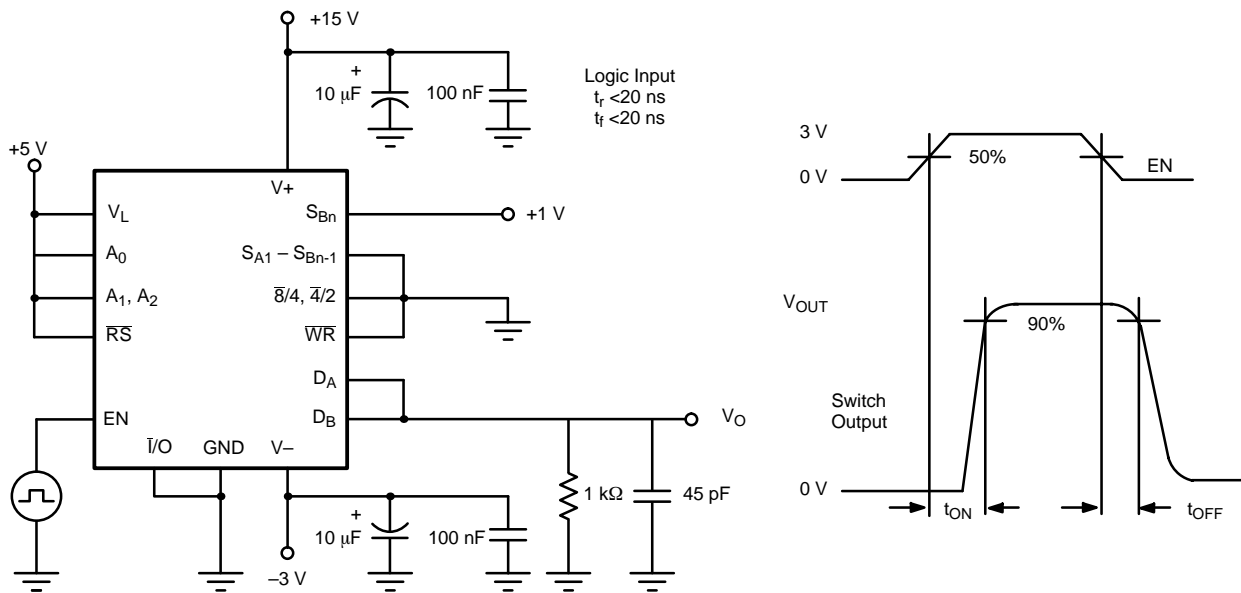 +15 V
+
10 μF
100 nF
Logic Input
tr <20 ns
tf <20 ns
+5 V
V+
VL
SBn
+1 V
A0
SA1 – SBn-1
A1, A2
8̅/4, 4̅/2
R̅S̅
W̅R̅
DA
EN
DB
VO
I̅/O
GND
V–
+
10 μF
100 nF
1 kΩ
45 pF
–3 V
3 V
50%
0 V
EN
VOUT
90%
Switch
Output
0 V
tON
tOFF